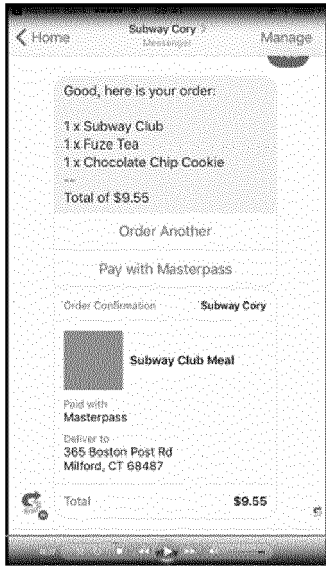 Home
Subway Cory >
Messenger
Manage
Good, here is your order:
1 x Subway Club
1 x Fuze Tea
1 x Chocolate Chip Cookie
--
Total of $9.55
Order Another
Pay with Masterpass
Order Confirmation
Subway Cory
Subway Club Meal
Paid with
Masterpass
Deliver to
365 Boston Post Rd
Milford, CT 68487
Total
$9.55